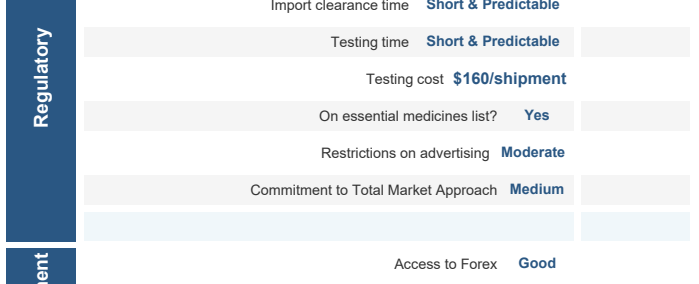 Import clearance time Short & Predictable
Regulatory
Testing time Short & Predictable
Testing cost $160/shipment
On essential medicines list? Yes
Restrictions on advertising Moderate
Commitment to Total Market Approach Medium
Access to Forex Good